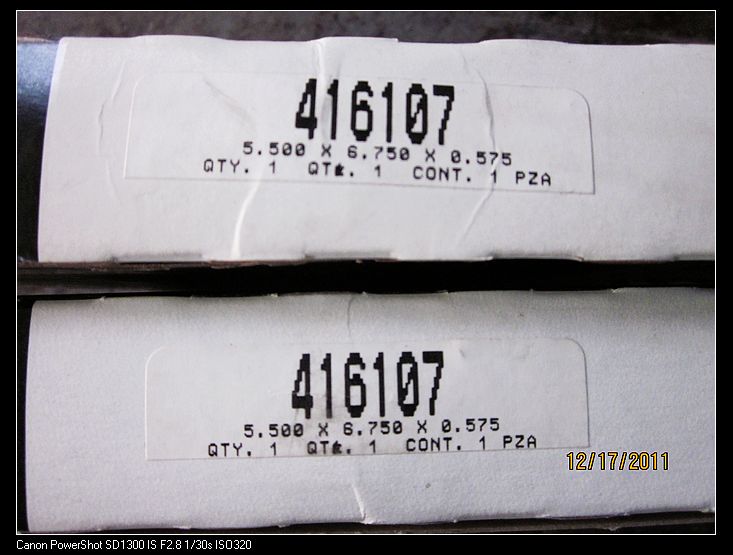 416107
5.500 X 6.750 X 0.575
QTY. 1 QTé. 1 CONT. 1 PZA
416107
5.500 X 6.750 X 0.575
QTY. 1 QTé. 1 CONT. 1 PZA
12/17/2011
Canon PowerShot SD1300 IS F2.8 1/30s ISO320